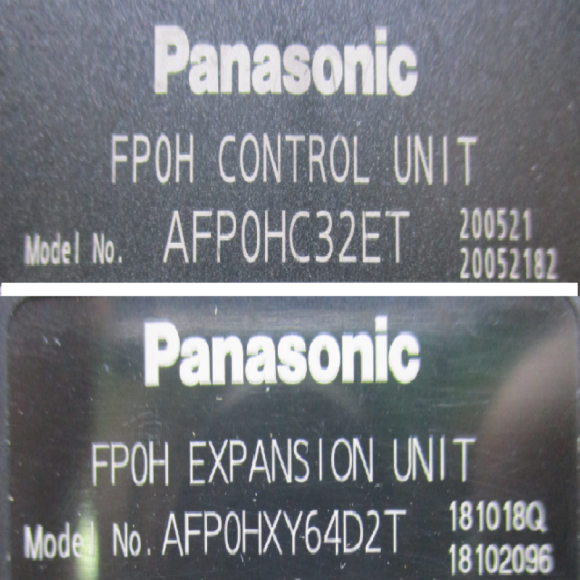 Panasonic
FP0H CONTROL UNIT
Model No. AFP0HC32ET 200521
20052182
Panasonic
FP0H EXPANSION UNIT
Model No. AFP0HXY64D2T 181018Q
18102096